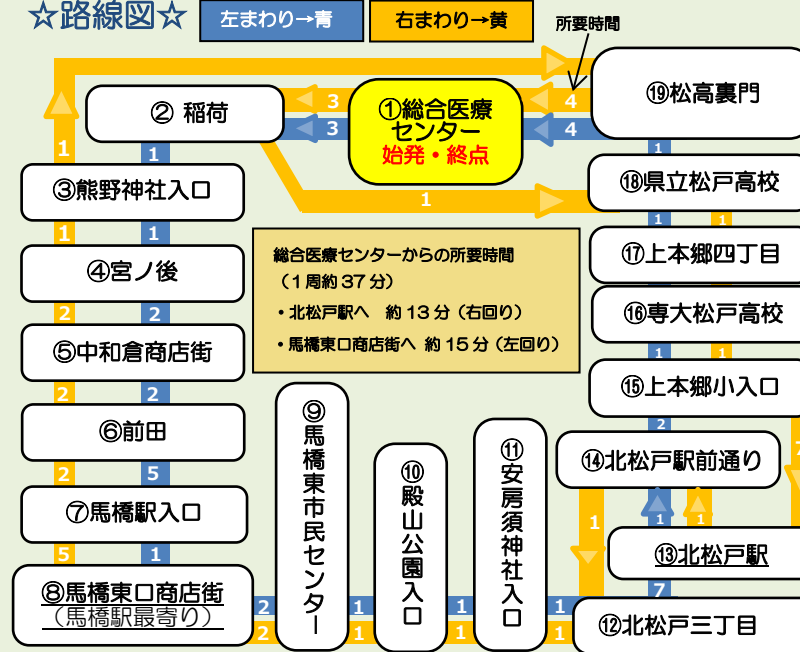 ☆路線図☆
左まわり→青
右まわり→黄
所要時間
② 稲荷
3
3
①総合医療
センター
始発・終点
4
4
⑲松高裏門
1
1
1
③熊野神社入口
1
⑱県立松戸高校
1
1
1
1
④宮ノ後
⑰上本郷四丁目
総合医療センターからの所要時間
（１周約 37 分）
・北松戸駅へ 約 13 分（右回り）
・馬橋東口商店街へ 約 15 分（左回り）
2
2
⑯専大松戸高校
⑤中和倉商店街
1
1
2
2
⑮上本郷小入口
⑥前田
2
2
5
⑭北松戸駅前通り
⑦馬橋駅入口
1
1
1
⑬北松戸駅
5
1
⑧馬橋東口商店街
（馬橋駅最寄り）
2
2
⑨馬橋東市民センター
1
1
⑩殿山公園入口
1
1
⑪安房須神社入口
1
1
7
⑫北松戸三丁目